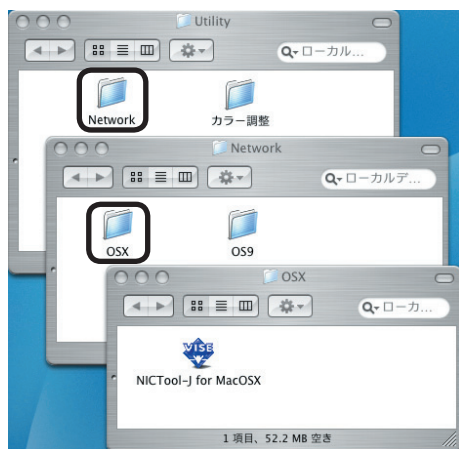 Utility
ローカル...
Network
カラー調整
Network
ローカルデ...
OSX
OS9
OSX
ローカ...
VISE
NICTool-J for MacOSX
1 項目、52.2 MB 空き